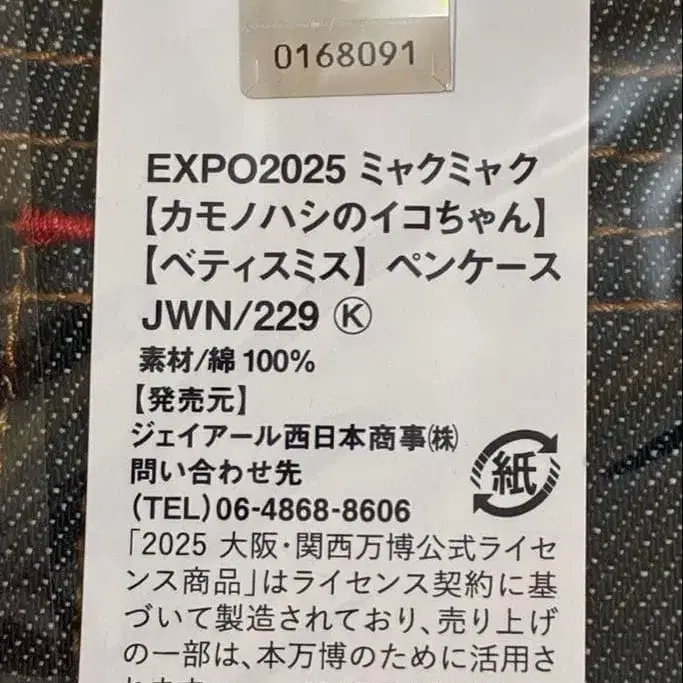 0168091
EXPO2025 ミャクミャク
【カモノハシのイコちゃん】
【ベティスミス】 ペンケース
JWN/229 Ⓚ
素材/綿100%
【発売元】
ジェイアール西日本商事㈱
紙
問い合わせ先
(TEL)06-4868-8606
「2025 大阪・関西万博公式ライセ
ンス商品」はライセンス契約に基
づいて製造されており、売り上げ
の一部は、本万博のために活用さ
れます。